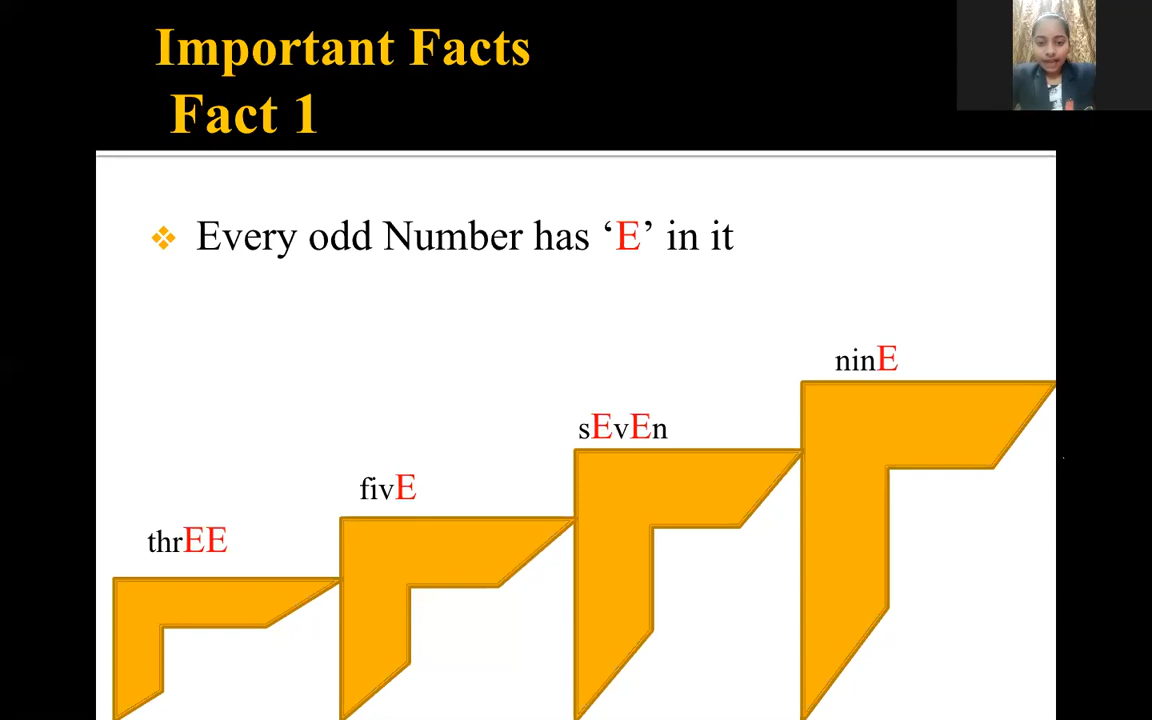 Important Facts
Fact 1
Every odd Number has ‘E’ in it
ninE
sEvEn
fivE
thrEE